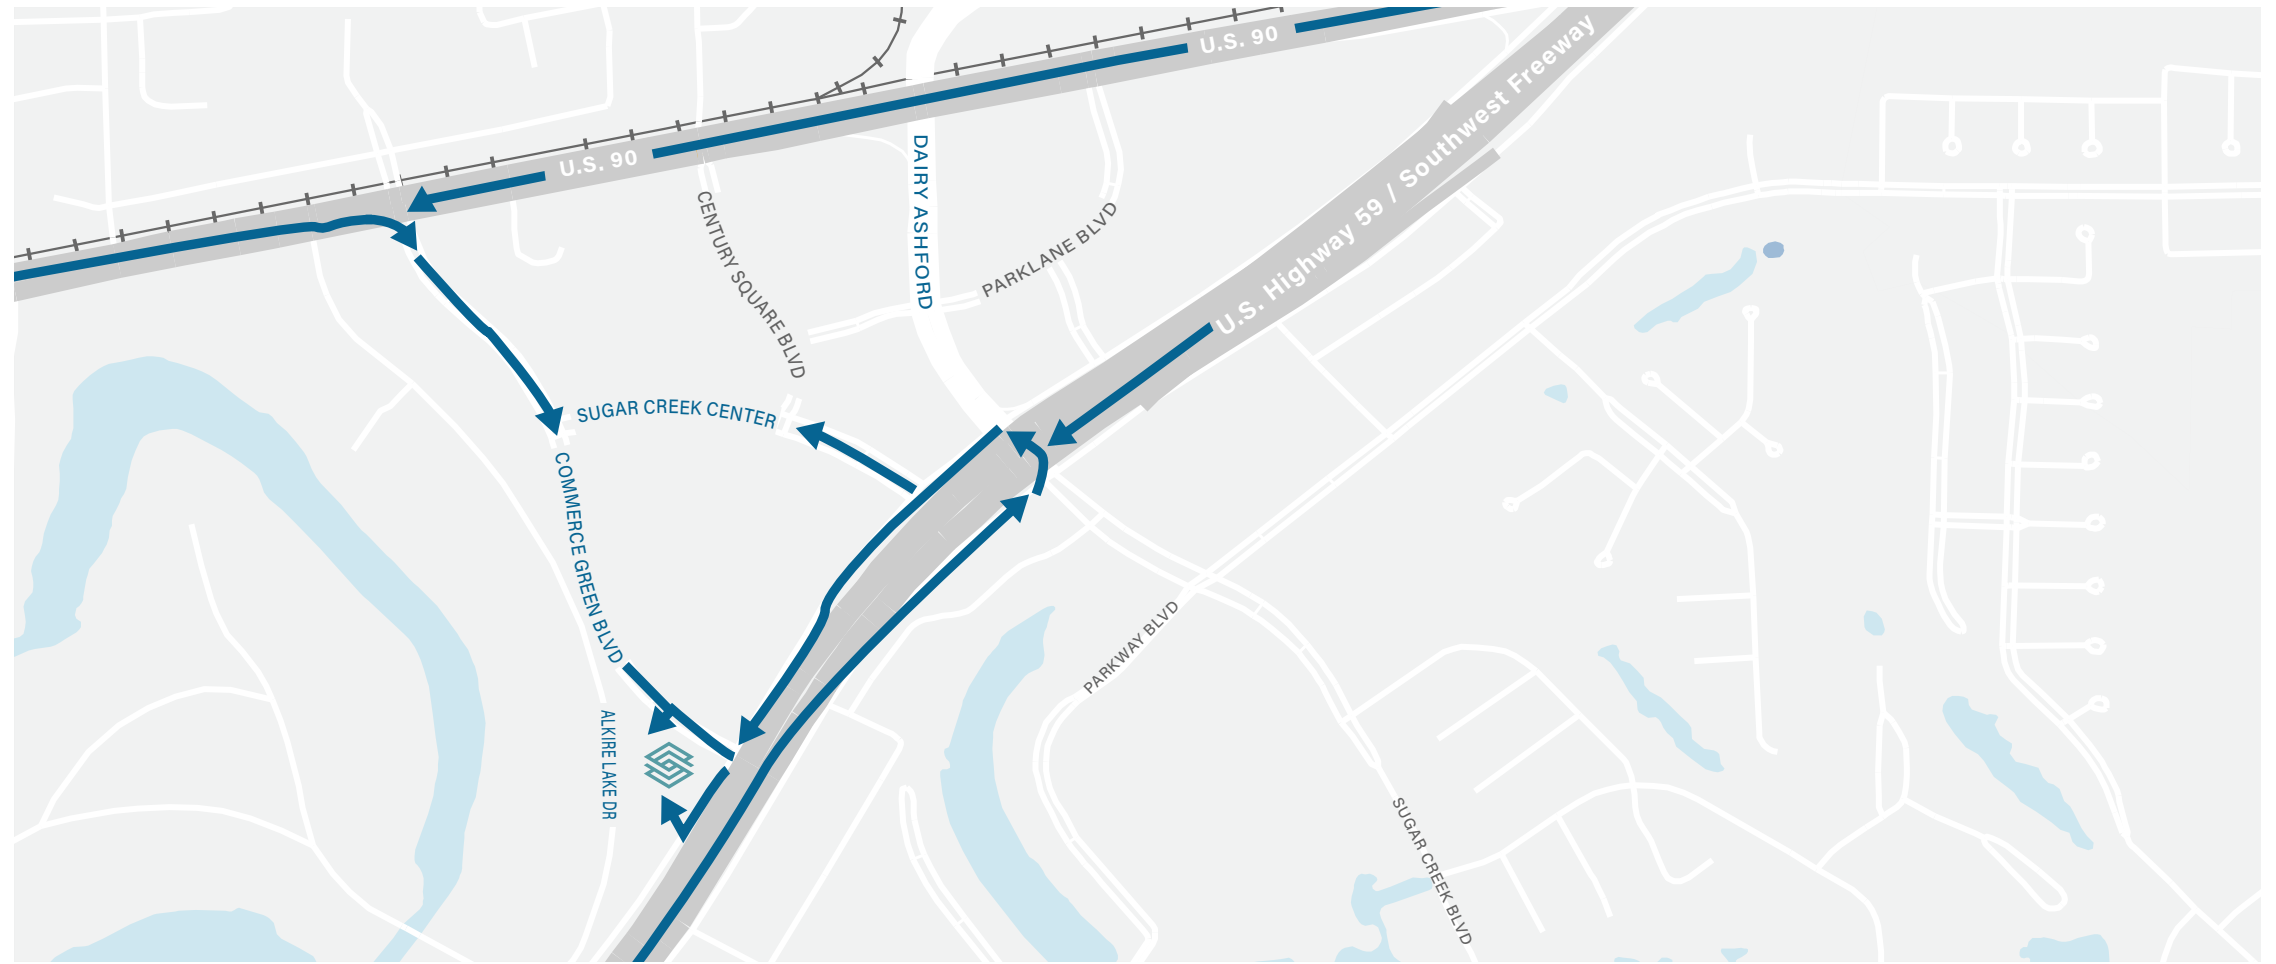 U.S. 90
U.S. 90
U.S. Highway 59 / Southwest Freeway
DAIRY ASHFORD
CENTURY SQUARE BLVD
PARKLANE BLVD
SUGAR CREEK CENTER
COMMERCE GREEN BLVD
PARKWAY BLVD
ALKIRE LAKE DR
SUGAR CREEK BLVD